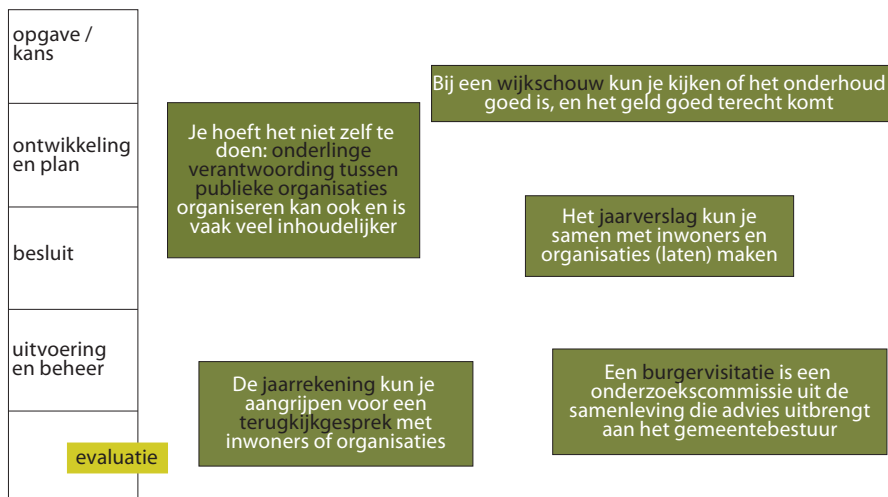 opgave /
kans
ontwikkeling
en plan
besluit
uitvoering
en beheer
evaluatie
Bij een wijkschouw kun je kijken of het onderhoud
goed is, en het geld goed terecht komt
Je hoeft het niet zelf te
doen: onderlinge
verantwoording tussen
publieke organisaties
organiseren kan ook en is
vaak veel inhoudelijker
Het jaarverslag kun je
samen met inwoners en
organisaties (laten) maken
De jaarrekening kun je
aangrijpen voor een
terugkijkgesprek met
inwoners of organisaties
Een burgervisitatie is een
onderzoekscommissie uit de
samenleving die advies uitbrengt
aan het gemeentebestuur